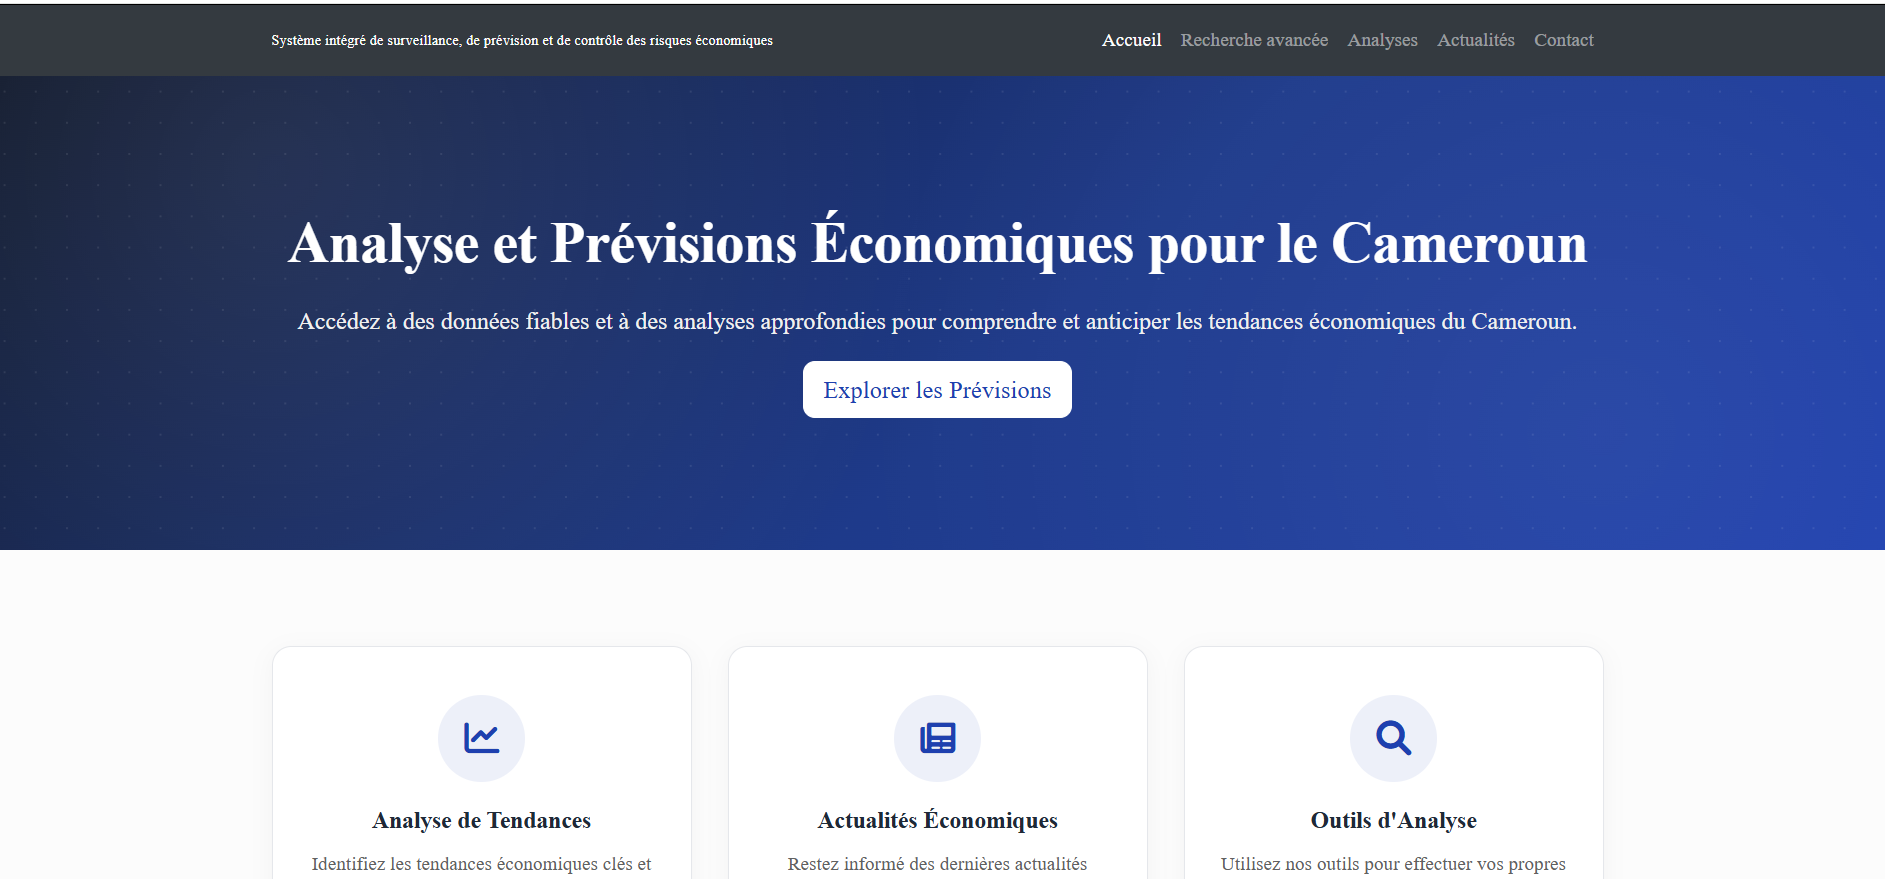 Système intégré de surveillance, de prévision et de contrôle des risques économiques
Accueil Recherche avancée Analyses Actualités Contact
Analyse et Prévisions Économiques pour le Cameroun
Accédez à des données fiables et à des analyses approfondies pour comprendre et anticiper les tendances économiques du Cameroun.
Explorer les Prévisions
Analyse de Tendances
Identifiez les tendances économiques clés et
Actualités Économiques
Restez informé des dernières actualités
Outils d'Analyse
Utilisez nos outils pour effectuer vos propres